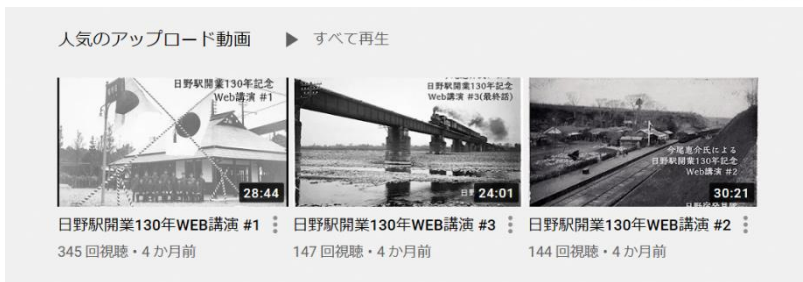 人気のアップロード動画 ▶ すべて再生
日野駅開業130年記念
Web講演 #1
28:44
日野駅開業130年WEB講演 #1
345 回視聴・4 か月前
日野駅開業130年記念
Web講演 #3(最終話)
24:01
日野駅開業130年WEB講演 #3
147 回視聴・4 か月前
今尾恵介氏による
日野駅開業130年記念
Web講演 #2
30:21
日野駅開業130年WEB講演 #2
144 回視聴・4 か月前